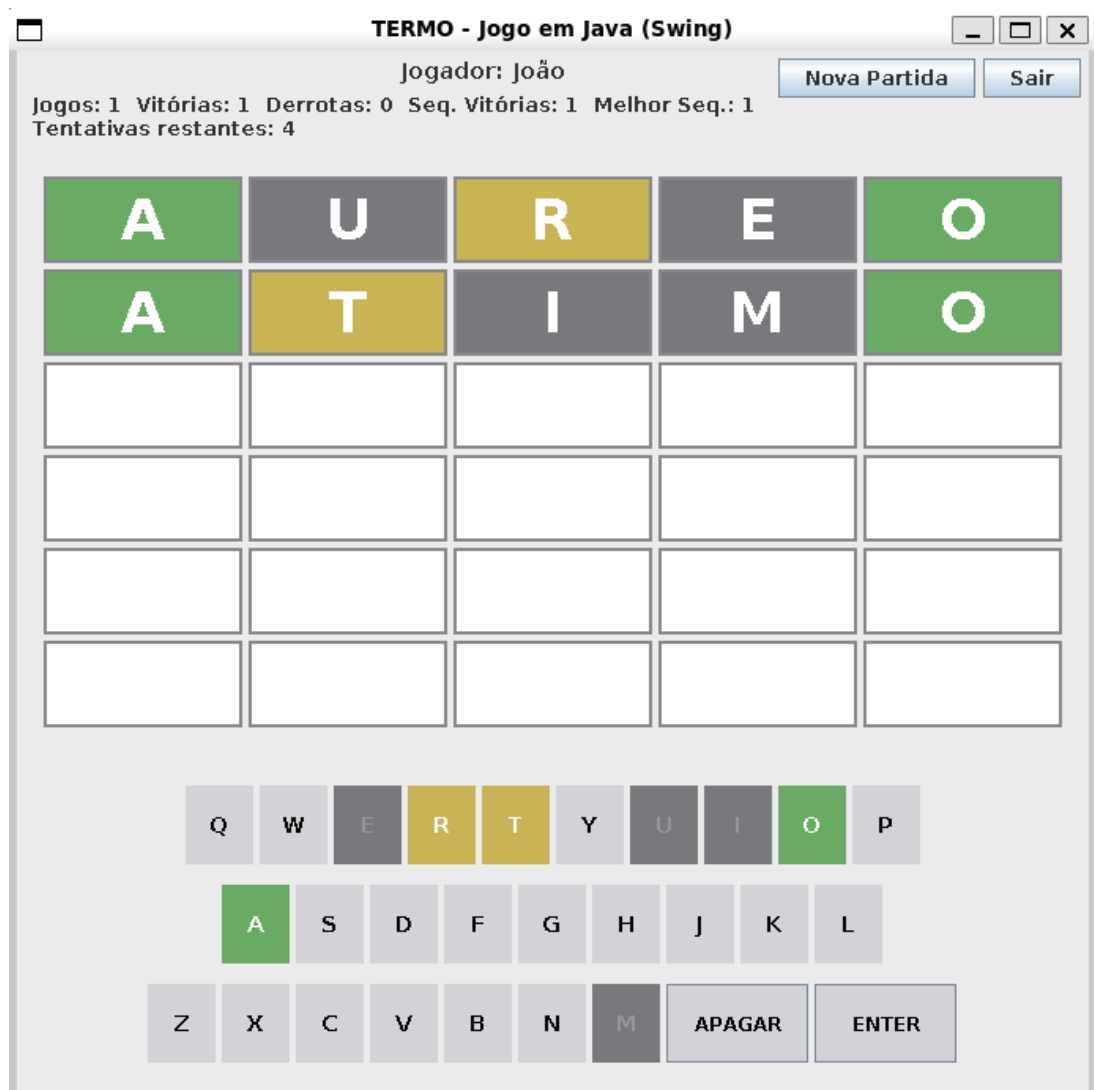 TERMO - Jogo em Java (Swing)
Jogador: João
Nova Partida
Sair
Jogos: 1 Vitórias: 1 Derrotas: 0 Seq. Vitórias: 1 Melhor Seq.: 1
Tentativas restantes: 4
A U R E O
A T I M O
Q W E R T Y U I O P
A S D F G H J K L
Z X C V B N M APAGAR ENTER